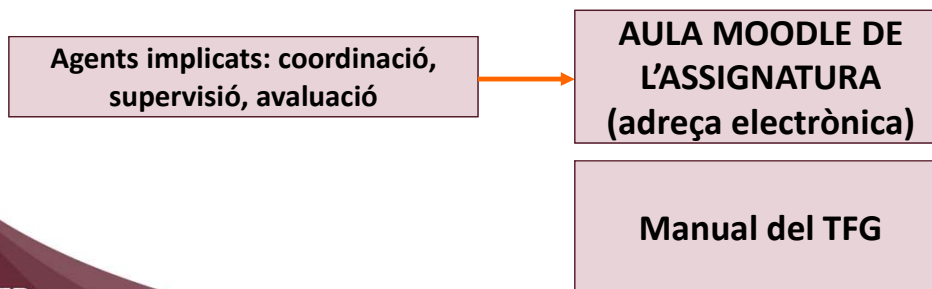 Agents implicats: coordinació,
supervisió, avaluació
AULA MOODLE DE
L’ASSIGNATURA
(adreça electrònica)
Manual del TFG